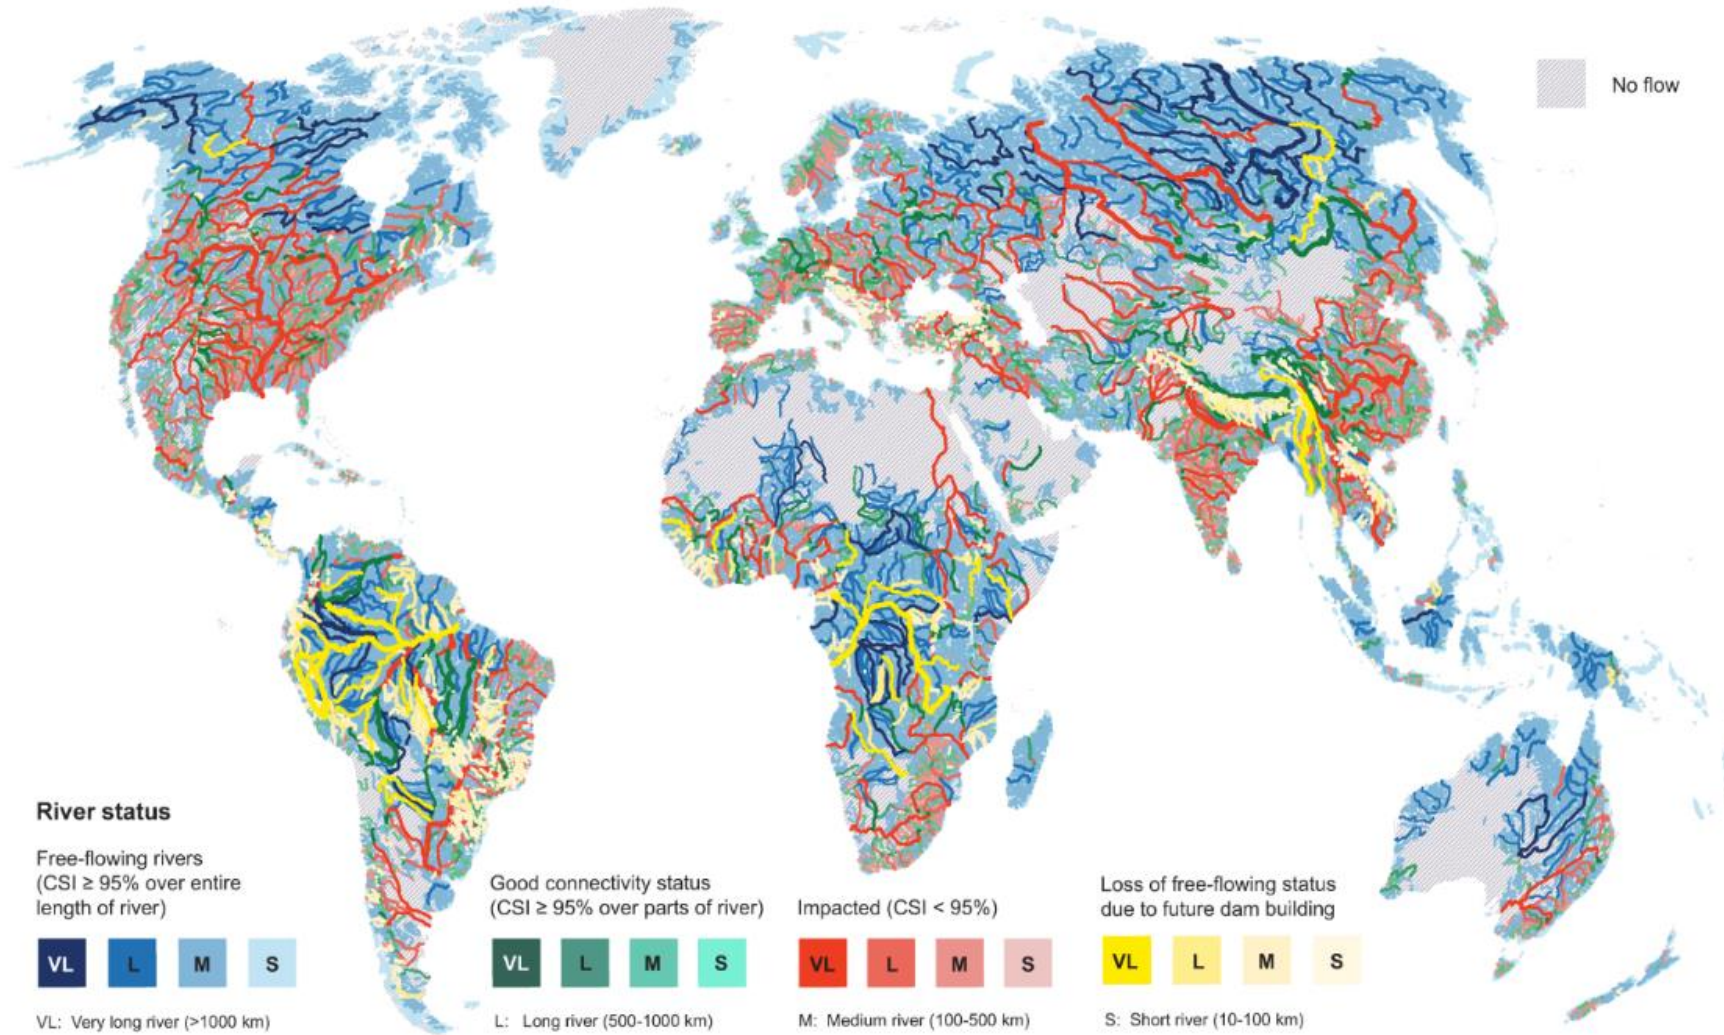 No flow
River status
Free-flowing rivers
(CSI ≥ 95% over entire
length of river)
VL L M S
VL: Very long river (>1000 km)
Good connectivity status
(CSI ≥ 95% over parts of river)
VL L M S
L: Long river (500-1000 km)
Impacted (CSI < 95%)
VL L M S
M: Medium river (100-500 km)
Loss of free-flowing status
due to future dam building
VL L M S
S: Short river (10-100 km)